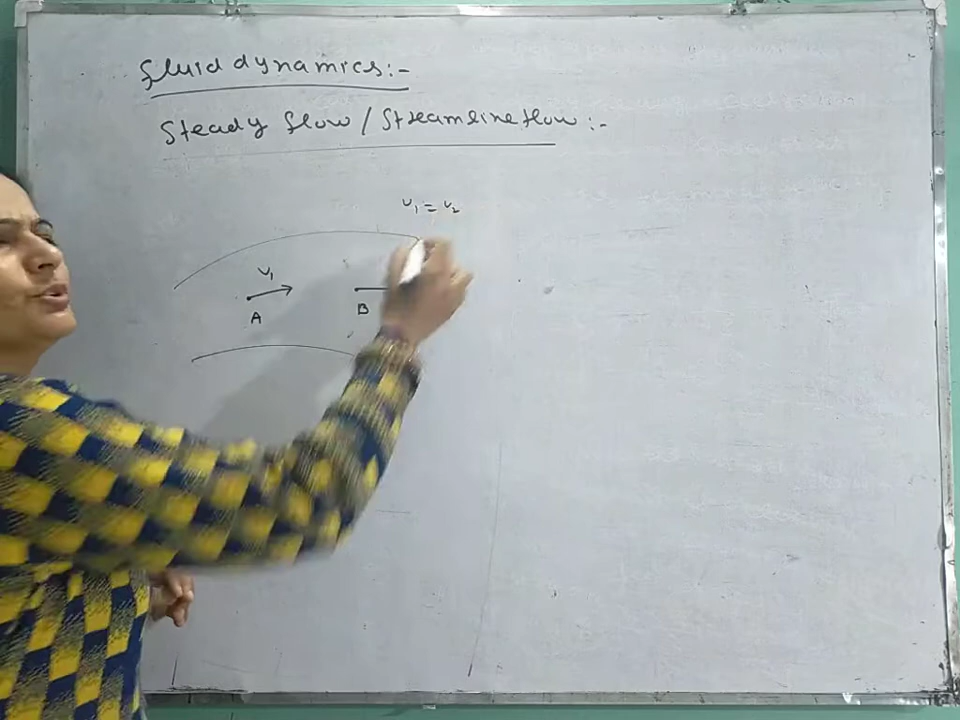 Fluid dynamics:-
Steady flow / Streamline flow :-
v₁ = v₂
v₁
A
B